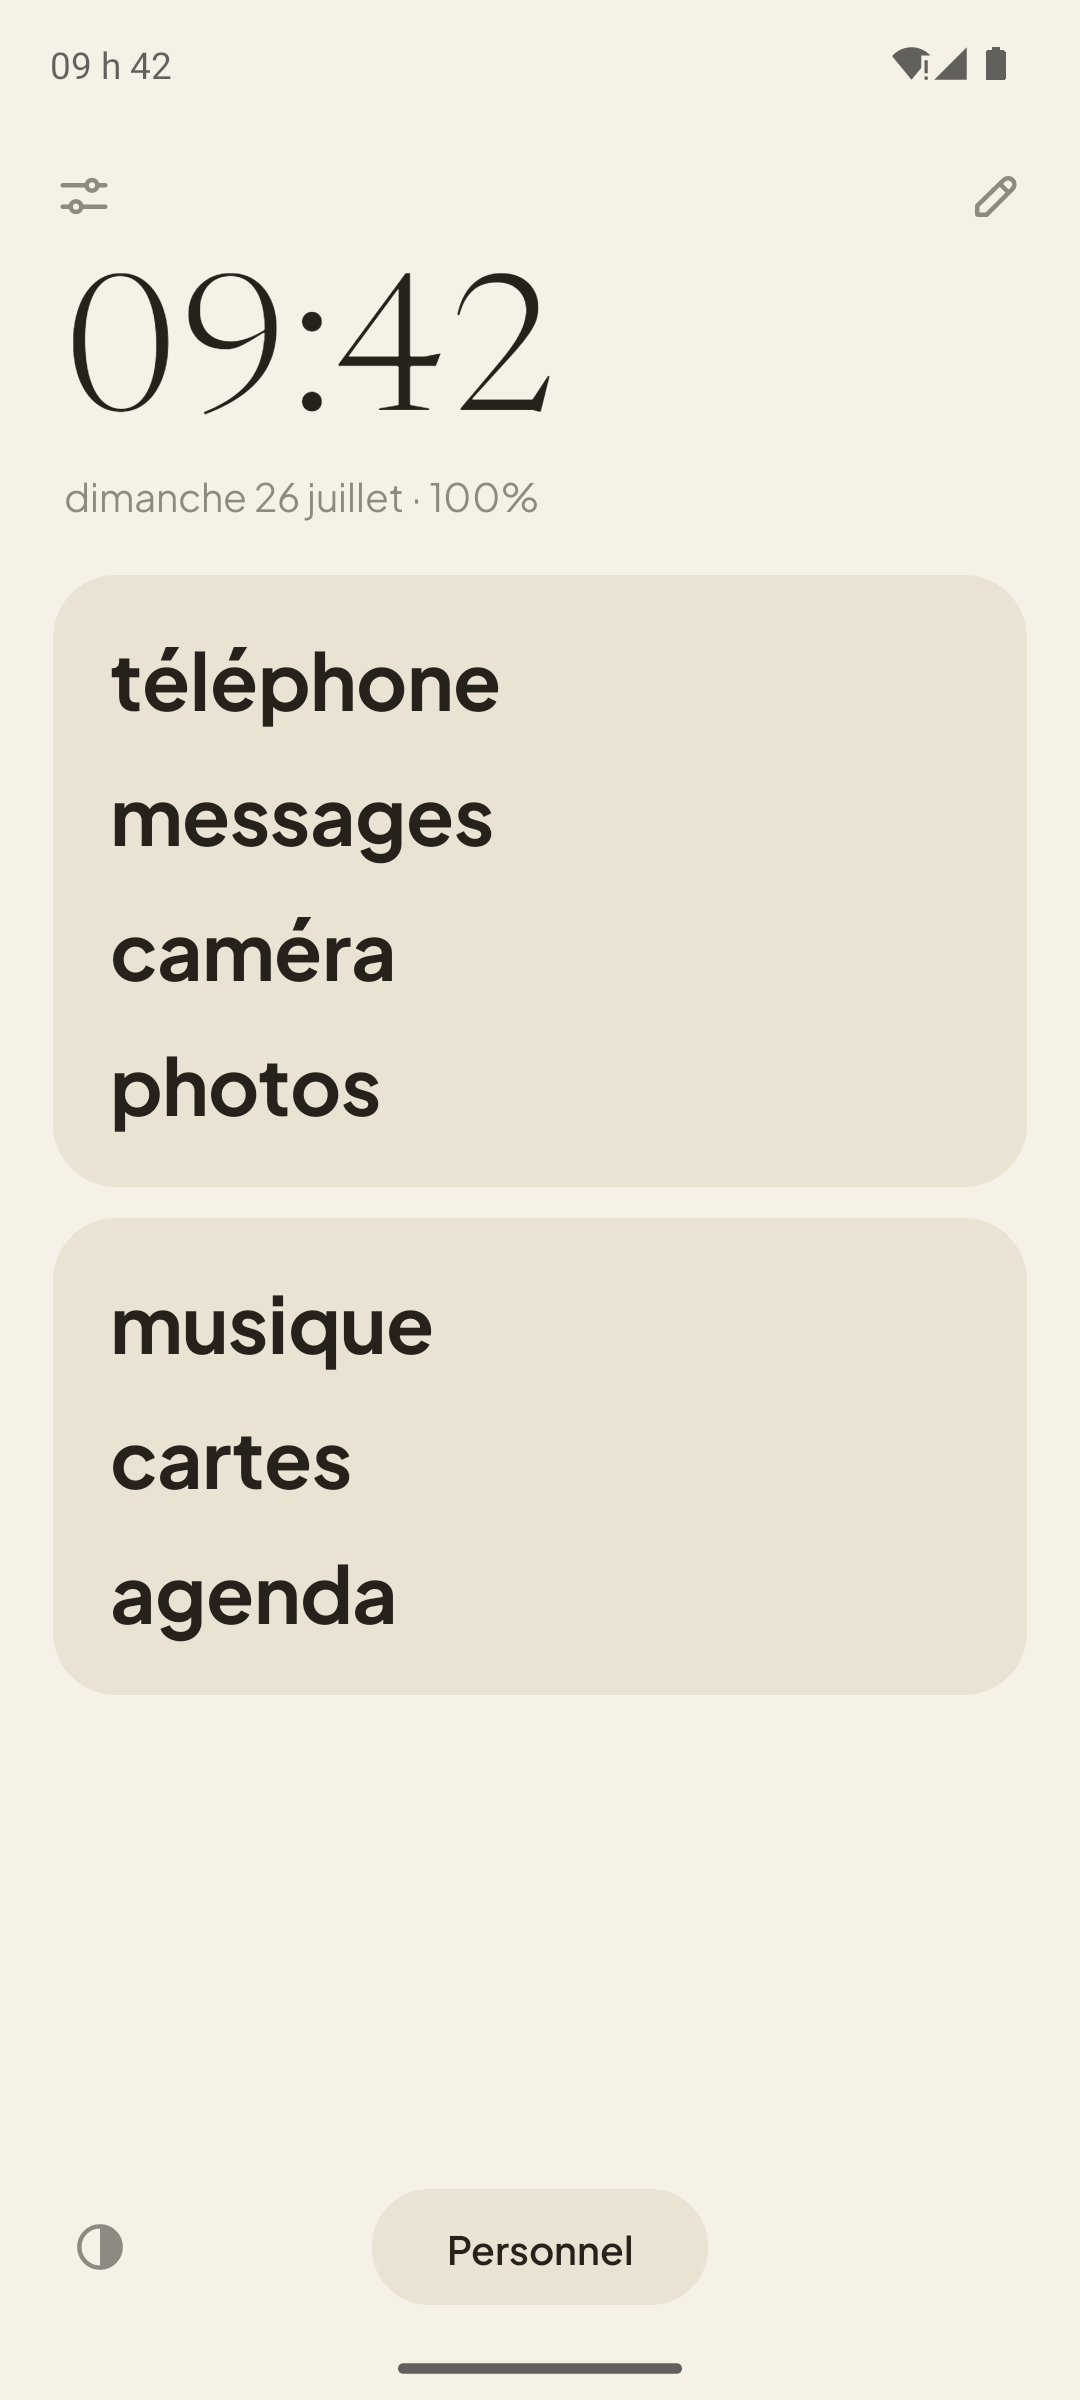 09 h 42
09:42
dimanche 26 juillet · 100%
téléphone
messages
caméra
photos
musique
cartes
agenda
Personnel